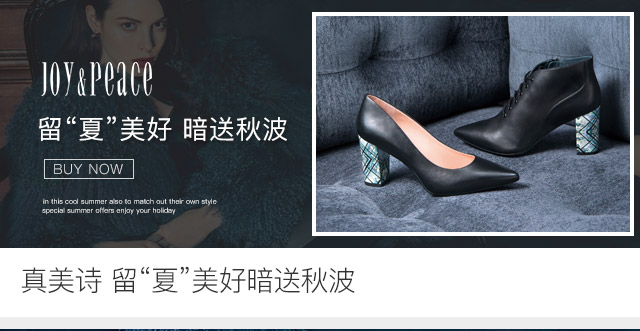 JOY&PEACE
留“夏”美好 暗送秋波
BUY NOW
In this cool summer also to match out their own style
special summer offers enjoy your holiday
真美诗 留“夏”美好暗送秋波